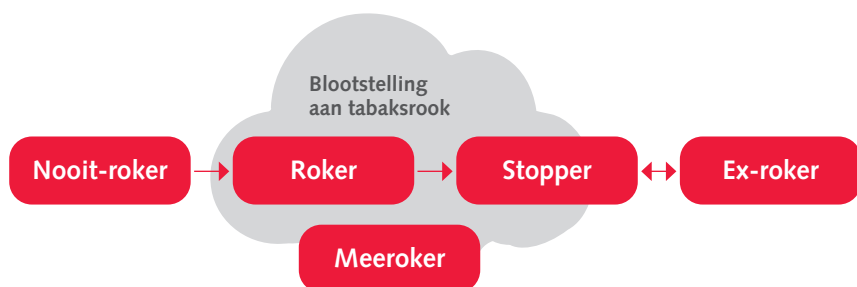 Blootstelling
aan tabaksrook
Nooit-roker
Roker
Stopper
Ex-roker
Meeroker